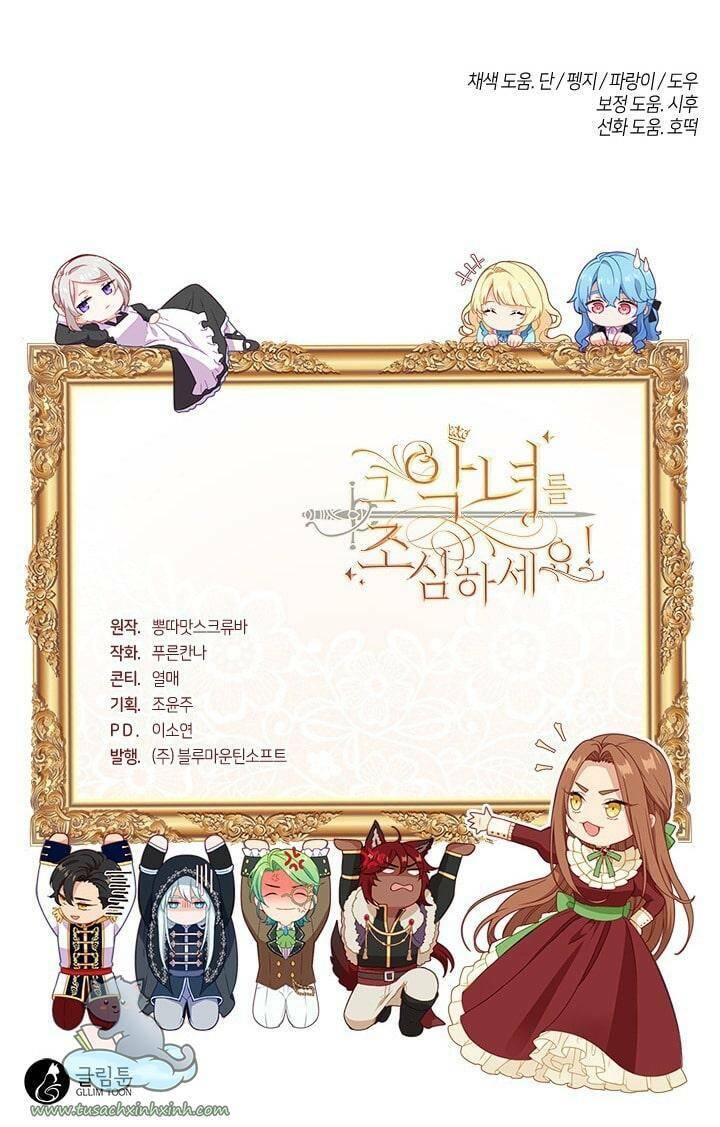 채색 도움. 단 / 펭지 / 파랑이 / 도우
보정 도움. 시후
선화 도움. 호떡
그 악녀를
조심하세요!
원작. 뽕따맛스크류바
작화. 푸른칸나
콘티. 열매
기획. 조윤주
PD. 이소연
발행. (주) 블루마운틴소프트
글림툰
GLLIM TOON
www.tusachxinhxinh.com